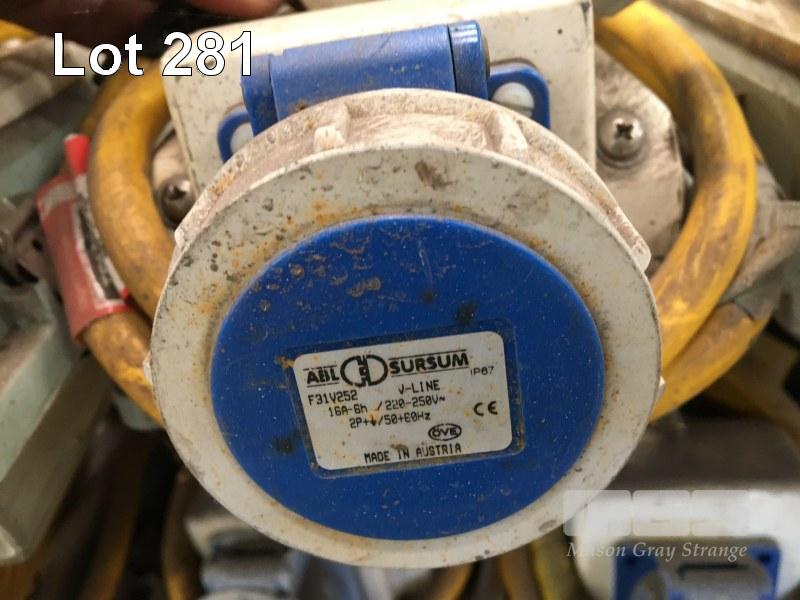 Lot 281
ABL SURSUM
IP67
F31V252 V-LINE
16A-6h /220-250V~
2P+⏚/50+60Hz
CE
ÖVE
MADE IN AUSTRIA
Mason Gray Strange